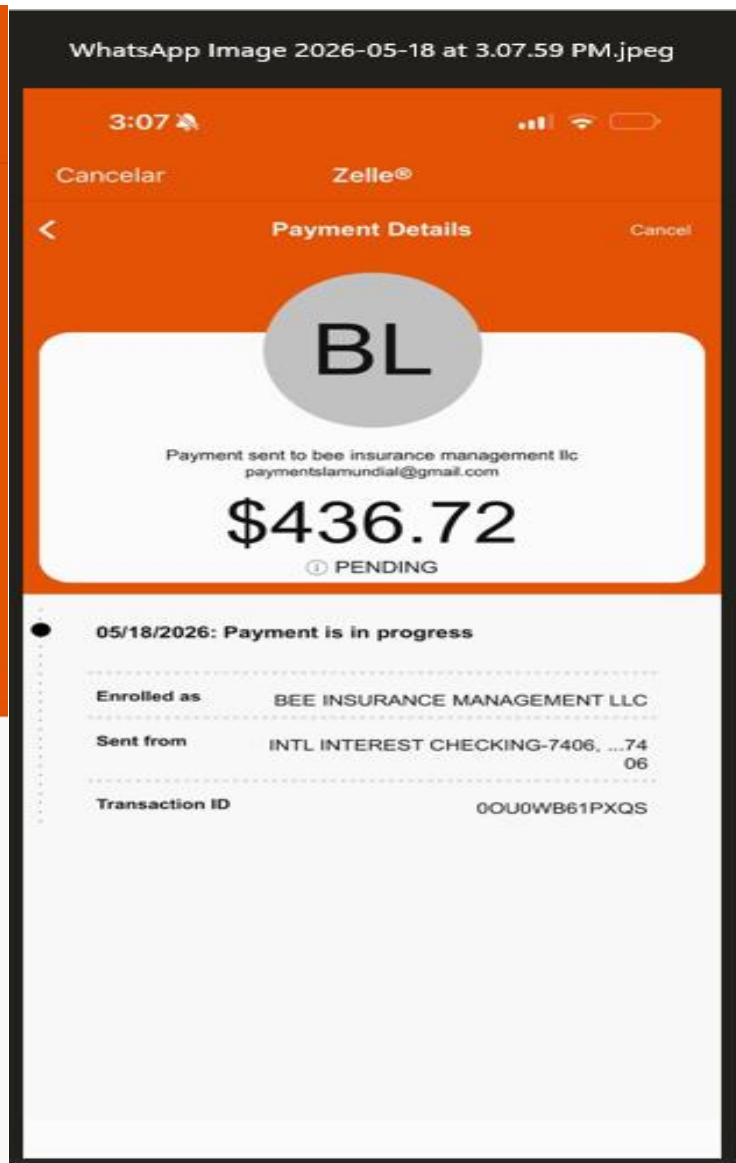 WhatsApp Image 2026-05-18 at 3.07.59 PM.jpeg
3:07
Cancelar Zelle®
Payment Details Cancel
BL
Payment sent to bee insurance management llc
paymentslamundial@gmail.com
$436.72
PENDING
05/18/2026: Payment is in progress
Enrolled as BEE INSURANCE MANAGEMENT LLC
Sent from INTL INTEREST CHECKING-7406, ...74
06
Transaction ID 0OU0WB61PXQS